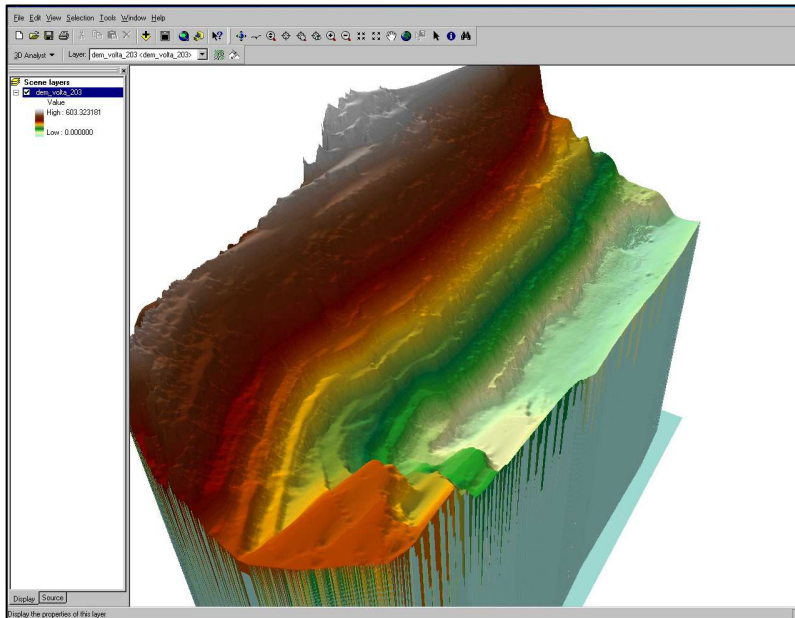 File Edit View Selection Tools Window Help
3D Analyst Layer: dem_volta_203 <dem_volta_203>
Scene layers
dem_volta_203
Value
High : 603.323181
Low : 0.000000
Display Source
Display the properties of this layer